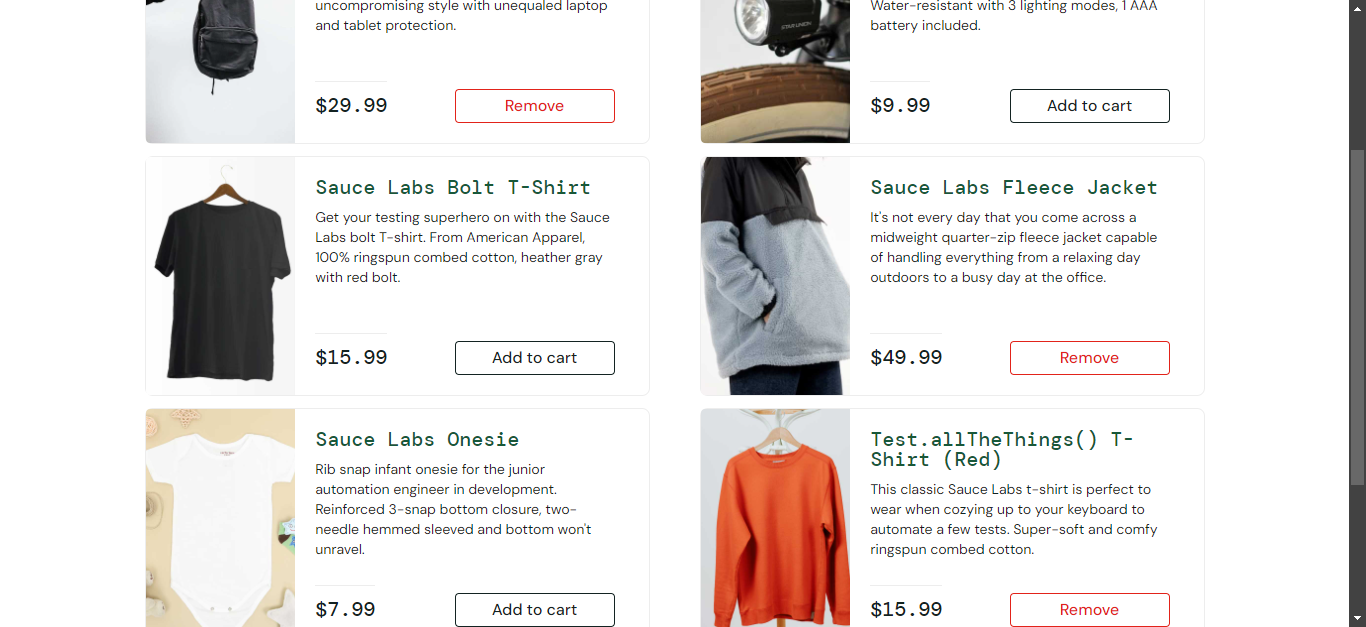 uncompromising style with unequaled laptop
and tablet protection.
$29.99
Remove
Water-resistant with 3 lighting modes, 1 AAA
battery included.
STAR UNION
$9.99
Add to cart
Sauce Labs Bolt T-Shirt
Get your testing superhero on with the Sauce
Labs bolt T-shirt. From American Apparel,
100% ringspun combed cotton, heather gray
with red bolt.
$15.99
Add to cart
Sauce Labs Fleece Jacket
It's not every day that you come across a
midweight quarter-zip fleece jacket capable
of handling everything from a relaxing day
outdoors to a busy day at the office.
$49.99
Remove
Sauce Labs Onesie
Rib snap infant onesie for the junior
automation engineer in development.
Reinforced 3-snap bottom closure, two-
needle hemmed sleeved and bottom won't
unravel.
$7.99
Add to cart
Test.allTheThings() T-
Shirt (Red)
This classic Sauce Labs t-shirt is perfect to
wear when cozying up to your keyboard to
automate a few tests. Super-soft and comfy
ringspun combed cotton.
$15.99
Remove